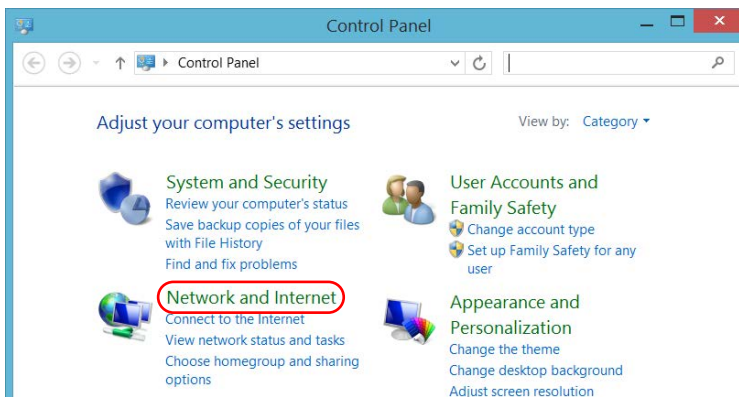 Control Panel
Control Panel
Adjust your computer's settings
View by: Category
System and Security
Review your computer's status
Save backup copies of your files
with File History
Find and fix problems
User Accounts and
Family Safety
Change account type
Set up Family Safety for any
user
Network and Internet
Connect to the Internet
View network status and tasks
Choose homegroup and sharing
options
Appearance and
Personalization
Change the theme
Change desktop background
Adjust screen resolution